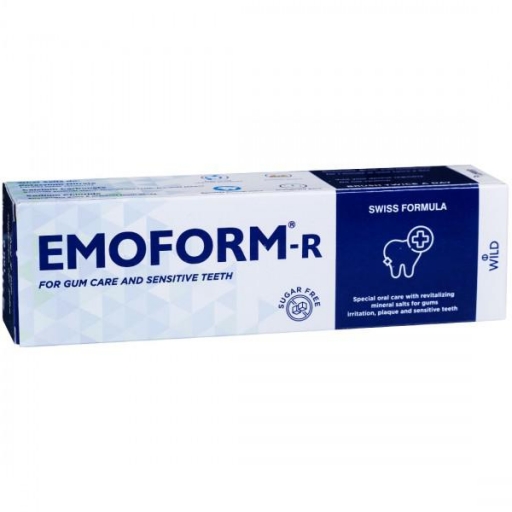 BRUSH TWICE A DAY
SWISS FORMULA
EMOFORM®-R
FOR GUM CARE AND SENSITIVE TEETH
SUGAR FREE
Special oral care with revitalizing
mineral salts for gums
irritation, plaque and sensitive teeth
WILD